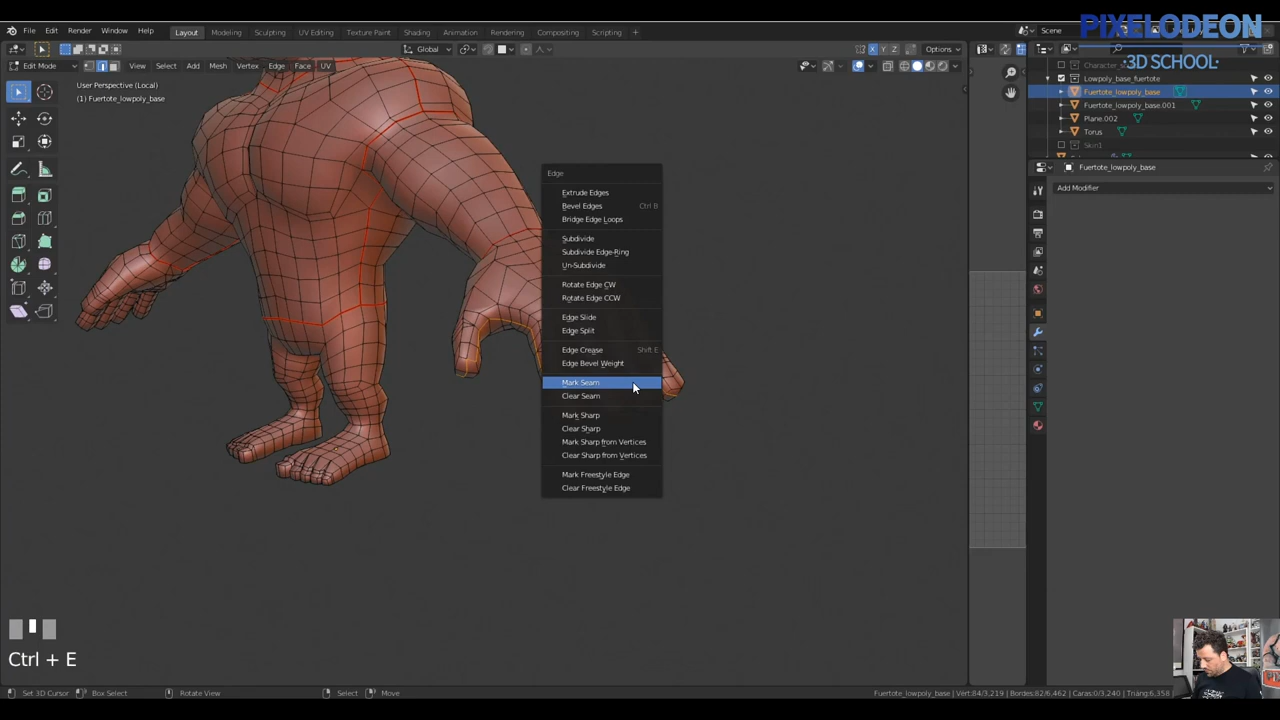 File Edit Render Window Help Layout Modeling Sculpting UV Editing Texture Paint Shading Animation Rendering Compositing Scripting + Scene
PIXELODEON
·3D SCHOOL·
Global Options
X Y Z
Edit Mode View Select Add Mesh Vertex Edge Face UV
User Perspective (Local)
(1) Fuertote_lowpoly_base
Lowpoly_base_fuertote
Fuertote_lowpoly_base
Fuertote_lowpoly_base.001
Plane.002
Torus
Skin1
Fuertote_lowpoly_base
Add Modifier
Edge
Extrude Edges
Bevel Edges Ctrl B
Bridge Edge Loops
Subdivide
Subdivide Edge-Ring
Un-Subdivide
Rotate Edge CW
Rotate Edge CCW
Edge Slide
Edge Split
Edge Crease Shift E
Edge Bevel Weight
Mark Seam
Clear Seam
Mark Sharp
Clear Sharp
Mark Sharp from Vertices
Clear Sharp from Vertices
Mark Freestyle Edge
Clear Freestyle Edge
Ctrl + E
Set 3D Cursor Box Select Rotate View Select Move Fuertote_lowpoly_base | Vért:84/3,219 | Bordes:82/6,462 | Caras:0/3,240 | Triáng:6,358